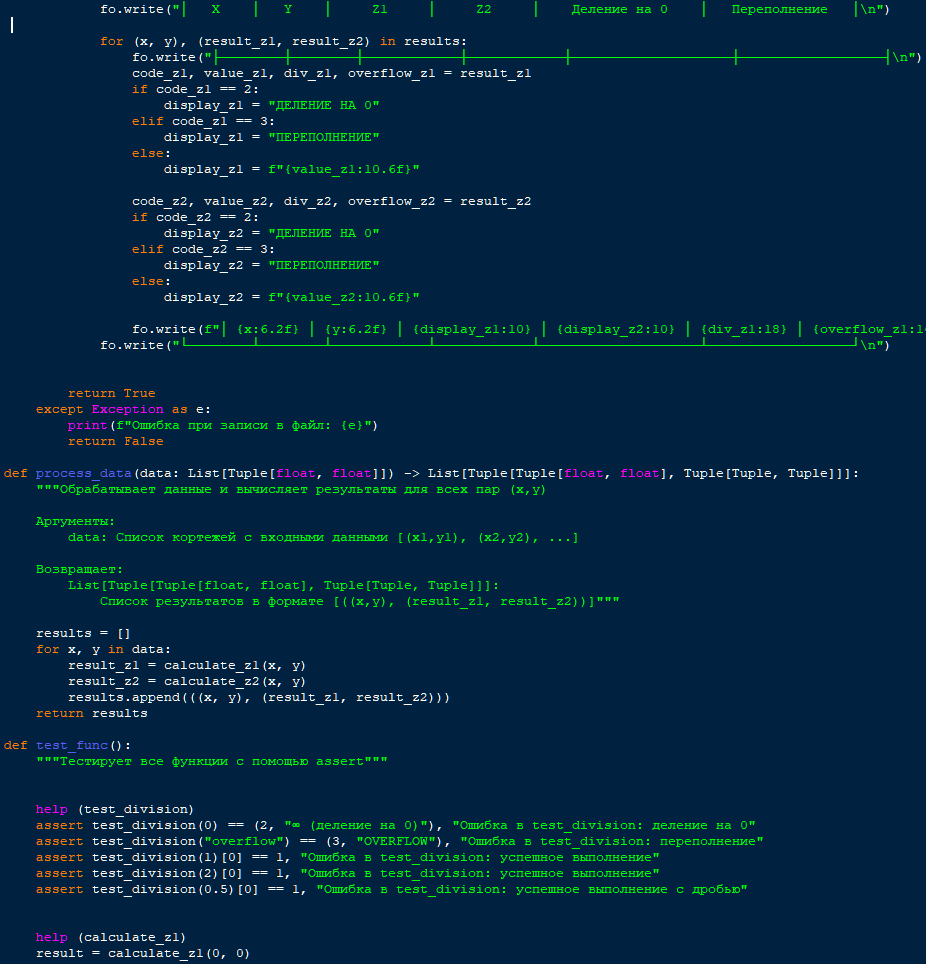 fo.write("│   X    │   Y    │     Z1     │     Z2     │    Деление на 0    │   Переполнение   │\n")
for (x, y), (result_z1, result_z2) in results:
fo.write("├────────┼────────┼────────────┼────────────┼────────────────────┼──────────────────┤\n")
code_z1, value_z1, div_z1, overflow_z1 = result_z1
if code_z1 == 2:
display_z1 = "ДЕЛЕНИЕ НА 0"
elif code_z1 == 3:
display_z1 = "ПЕРЕПОЛНЕНИЕ"
else:
display_z1 = f"{value_z1:10.6f}"
code_z2, value_z2, div_z2, overflow_z2 = result_z2
if code_z2 == 2:
display_z2 = "ДЕЛЕНИЕ НА 0"
elif code_z2 == 3:
display_z2 = "ПЕРЕПОЛНЕНИЕ"
else:
display_z2 = f"{value_z2:10.6f}"
fo.write(f"│ {x:6.2f} │ {y:6.2f} │ {display_z1:10} │ {display_z2:10} │ {div_z1:18} │ {overflow_z1:1
fo.write("└────────┴────────┴────────────┴────────────┴────────────────────┴──────────────────┘\n")
return True
except Exception as e:
print(f"Ошибка при записи в файл: {e}")
return False
def process_data(data: List[Tuple[float, float]]) -> List[Tuple[Tuple[float, float], Tuple[Tuple, Tuple]]]:
"""Обрабатывает данные и вычисляет результаты для всех пар (x,y)
Аргументы:
data: Список кортежей с входными данными [(x1,y1), (x2,y2), ...]
Возвращает:
List[Tuple[Tuple[float, float], Tuple[Tuple, Tuple]]]:
Список результатов в формате [((x,y), (result_z1, result_z2))]"""
results = []
for x, y in data:
result_z1 = calculate_z1(x, y)
result_z2 = calculate_z2(x, y)
results.append(((x, y), (result_z1, result_z2)))
return results
def test_func():
"""Тестирует все функции с помощью assert"""
help (test_division)
assert test_division(0) == (2, "∞ (деление на 0)"), "Ошибка в test_division: деление на 0"
assert test_division("overflow") == (3, "OVERFLOW"), "Ошибка в test_division: переполнение"
assert test_division(1)[0] == 1, "Ошибка в test_division: успешное выполнение"
assert test_division(2)[0] == 1, "Ошибка в test_division: успешное выполнение"
assert test_division(0.5)[0] == 1, "Ошибка в test_division: успешное выполнение с дробью"
help (calculate_z1)
result = calculate_z1(0, 0)